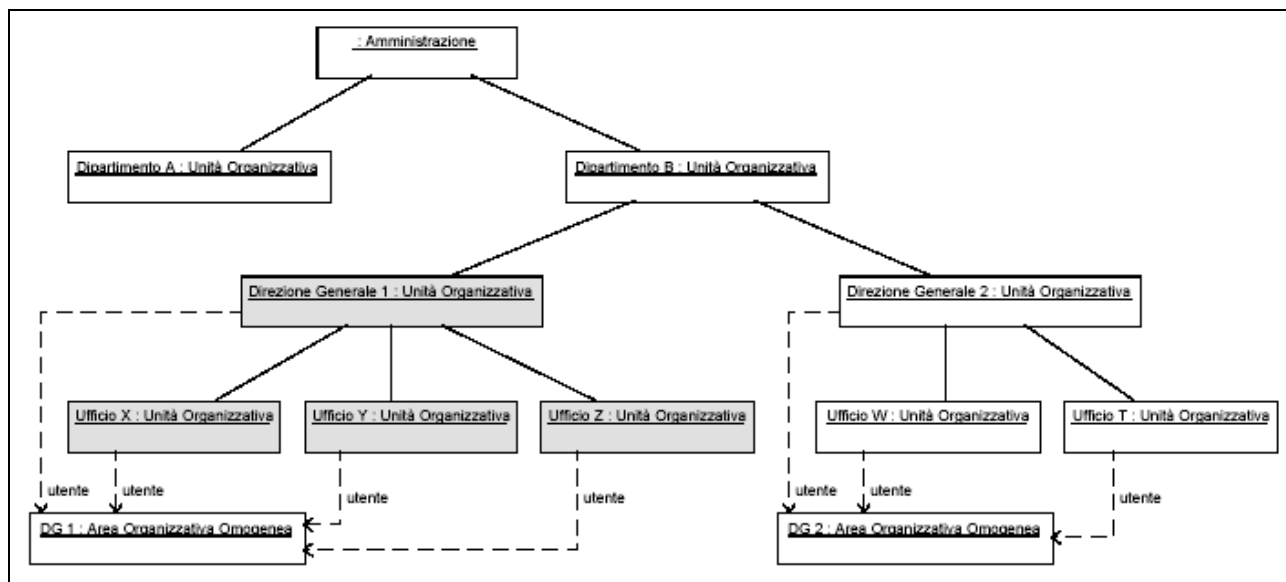 : Amministrazione
Dipartimento A : Unità Organizzativa
Dipartimento B : Unità Organizzativa
Direzione Generale 1 : Unità Organizzativa
Direzione Generale 2 : Unità Organizzativa
Ufficio X : Unità Organizzativa
Ufficio Y : Unità Organizzativa
Ufficio Z : Unità Organizzativa
Ufficio W : Unità Organizzativa
Ufficio T : Unità Organizzativa
utente
utente
utente
utente
utente
utente
utente
DG 1 : Area Organizzativa Omogenea
DG 2 : Area Organizzativa Omogenea